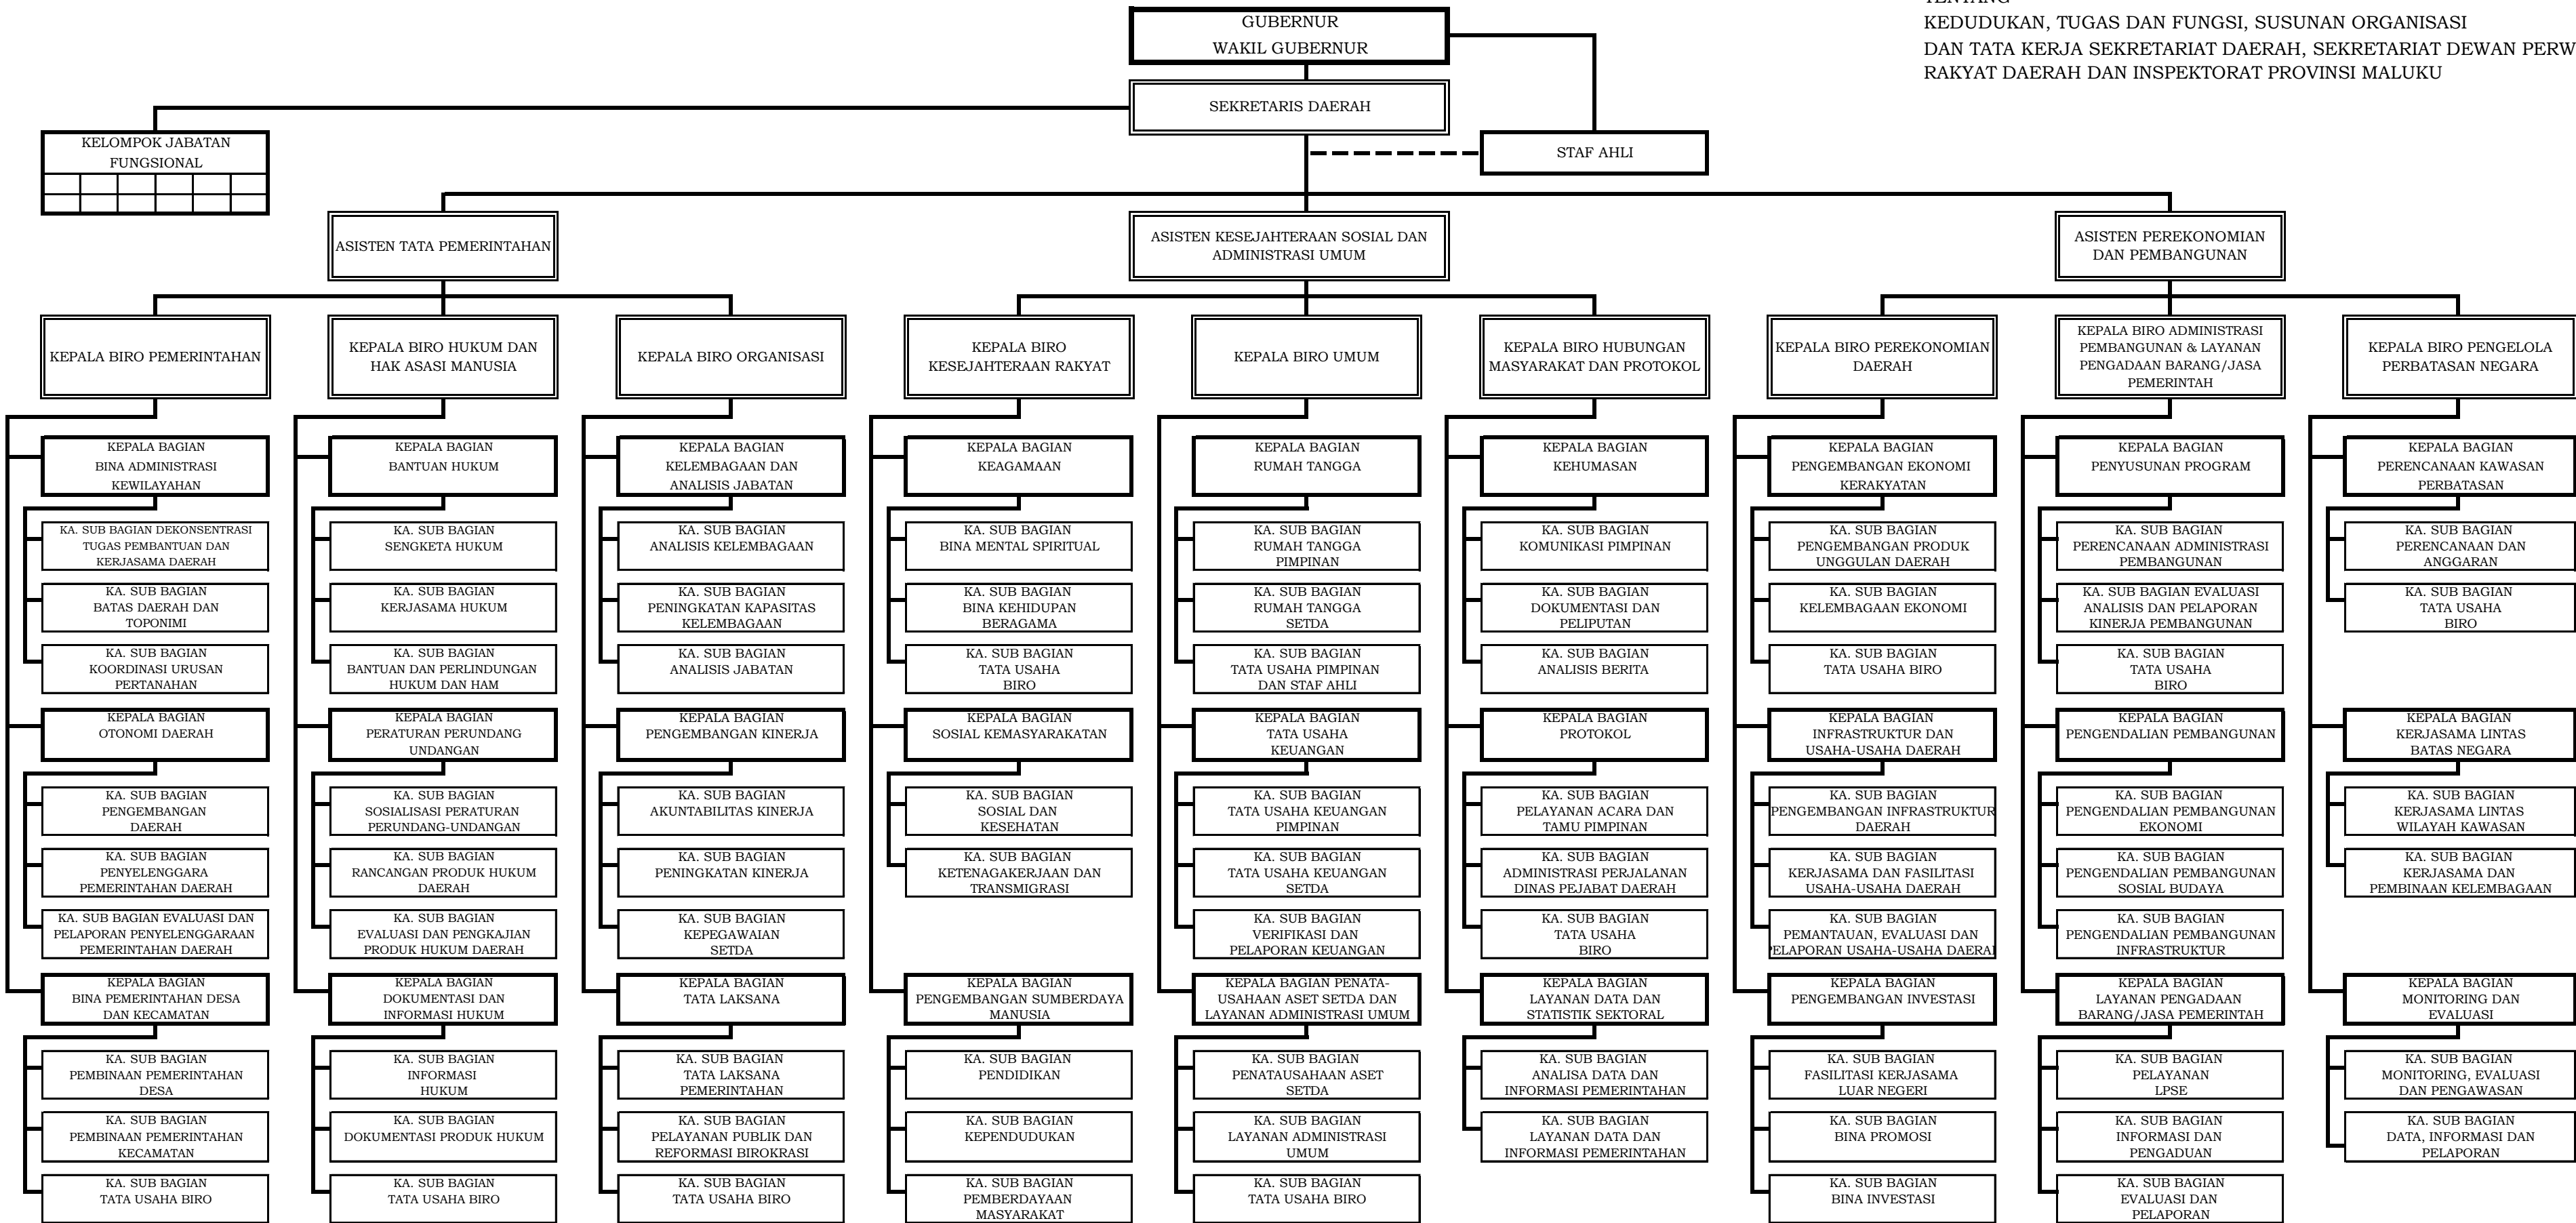 TENTANG
KEDUDUKAN, TUGAS DAN FUNGSI, SUSUNAN ORGANISASI
DAN TATA KERJA SEKRETARIAT DAERAH, SEKRETARIAT DEWAN
RAKYAT DAERAH DAN INSPEKTORAT PROVINSI MALUKU
GUBERNUR
WAKIL GUBERNUR
SEKRETARIS DAERAH
KELOMPOK JABATAN
FUNGSIONAL
STAF AHLI
ASISTEN TATA PEMERINTAHAN
ASISTEN KESEJAHTERAAN SOSIAL DAN
ADMINISTRASI UMUM
ASISTEN PEREKONOMIAN
DAN PEMBANGUNAN
KEPALA BIRO PEMERINTAHAN
KEPALA BIRO HUKUM DAN
HAK ASASI MANUSIA
KEPALA BIRO ORGANISASI
KEPALA BIRO
KESEJAHTERAAN RAKYAT
KEPALA BIRO UMUM
KEPALA BIRO HUBUNGAN
MASYARAKAT DAN PROTOKOL
KEPALA BIRO PEREKONOMIAN
DAERAH
KEPALA BIRO ADMINISTRASI
PEMBANGUNAN & LAYANAN
PENGADAAN BARANG/JASA
PEMERINTAH
KEPALA BIRO PENGELOLA
PERBATASAN NEGARA
KEPALA BAGIAN
BINA ADMINISTRASI
KEWILAYAHAN
KEPALA BAGIAN
BANTUAN HUKUM
KEPALA BAGIAN
KELEMBAGAAN DAN
ANALISIS JABATAN
KEPALA BAGIAN
KEAGAMAAN
KEPALA BAGIAN
RUMAH TANGGA
KEPALA BAGIAN
KEHUMASAN
KEPALA BAGIAN
PENGEMBANGAN EKONOMI
KERAKYATAN
KEPALA BAGIAN
PENYUSUNAN PROGRAM
KEPALA BAGIAN
PERENCANAAN KAWASAN
PERBATASAN
KA. SUB BAGIAN DEKONSENTRASI
TUGAS PEMBANTUAN DAN
KERJASAMA DAERAH
KA. SUB BAGIAN
SENGKETA HUKUM
KA. SUB BAGIAN
ANALISIS KELEMBAGAAN
KA. SUB BAGIAN
BINA MENTAL SPIRITUAL
KA. SUB BAGIAN
RUMAH TANGGA
PIMPINAN
KA. SUB BAGIAN
KOMUNIKASI PIMPINAN
KA. SUB BAGIAN
PENGEMBANGAN PRODUK
UNGGULAN DAERAH
KA. SUB BAGIAN
PERENCANAAN ADMINISTRASI
PEMBANGUNAN
KA. SUB BAGIAN
PERENCANAAN DAN
ANGGARAN
KA. SUB BAGIAN
BATAS DAERAH DAN
TOPONIMI
KA. SUB BAGIAN
KERJASAMA HUKUM
KA. SUB BAGIAN
PENINGKATAN KAPASITAS
KELEMBAGAAN
KA. SUB BAGIAN
BINA KEHIDUPAN
BERAGAMA
KA. SUB BAGIAN
RUMAH TANGGA
SETDA
KA. SUB BAGIAN
DOKUMENTASI DAN
PELIPUTAN
KA. SUB BAGIAN
KELEMBAGAAN EKONOMI
KA. SUB BAGIAN EVALUASI
ANALISIS DAN PELAPORAN
KINERJA PEMBANGUNAN
KA. SUB BAGIAN
TATA USAHA
BIRO
KA. SUB BAGIAN
KOORDINASI URUSAN
PERTANAHAN
KA. SUB BAGIAN
BANTUAN DAN PERLINDUNGAN
HUKUM DAN HAM
KA. SUB BAGIAN
ANALISIS JABATAN
KA. SUB BAGIAN
TATA USAHA
BIRO
KA. SUB BAGIAN
TATA USAHA PIMPINAN
DAN STAF AHLI
KA. SUB BAGIAN
ANALISIS BERITA
KA. SUB BAGIAN
TATA USAHA BIRO
KA. SUB BAGIAN
TATA USAHA
BIRO
KEPALA BAGIAN
OTONOMI DAERAH
KEPALA BAGIAN
PERATURAN PERUNDANG
UNDANGAN
KEPALA BAGIAN
PENGEMBANGAN KINERJA
KEPALA BAGIAN
SOSIAL KEMASYARAKATAN
KEPALA BAGIAN
TATA USAHA
KEUANGAN
KEPALA BAGIAN
PROTOKOL
KEPALA BAGIAN
INFRASTRUKTUR DAN
USAHA-USAHA DAERAH
KEPALA BAGIAN
PENGENDALIAN PEMBANGUNAN
KEPALA BAGIAN
KERJASAMA LINTAS
BATAS NEGARA
KA. SUB BAGIAN
PENGEMBANGAN
DAERAH
KA. SUB BAGIAN
SOSIALISASI PERATURAN
PERUNDANG-UNDANGAN
KA. SUB BAGIAN
AKUNTABILITAS KINERJA
KA. SUB BAGIAN
SOSIAL DAN
KESEHATAN
KA. SUB BAGIAN
TATA USAHA KEUANGAN
PIMPINAN
KA. SUB BAGIAN
PELAYANAN ACARA DAN
TAMU PIMPINAN
KA. SUB BAGIAN
PENGEMBANGAN INFRASTRUKTUR
DAERAH
KA. SUB BAGIAN
PENGENDALIAN PEMBANGUNAN
EKONOMI
KA. SUB BAGIAN
KERJASAMA LINTAS
WILAYAH KAWASAN
KA. SUB BAGIAN
PENYELENGGARA
PEMERINTAHAN DAERAH
KA. SUB BAGIAN
RANCANGAN PRODUK HUKUM
DAERAH
KA. SUB BAGIAN
PENINGKATAN KINERJA
KA. SUB BAGIAN
KETENAGAKERJAAN DAN
TRANSMIGRASI
KA. SUB BAGIAN
TATA USAHA KEUANGAN
SETDA
KA. SUB BAGIAN
ADMINISTRASI PERJALANAN
DINAS PEJABAT DAERAH
KA. SUB BAGIAN
KERJASAMA DAN FASILITASI
USAHA-USAHA DAERAH
KA. SUB BAGIAN
PENGENDALIAN PEMBANGUNAN
SOSIAL BUDAYA
KA. SUB BAGIAN
KERJASAMA DAN
PEMBINAAN KELEMBAGAAN
KA. SUB BAGIAN EVALUASI DAN
PELAPORAN PENYELENGGARAAN
PEMERINTAHAN DAERAH
KA. SUB BAGIAN
EVALUASI DAN PENGKAJIAN
PRODUK HUKUM DAERAH
KA. SUB BAGIAN
KEPEGAWAIAN
SETDA
KA. SUB BAGIAN
VERIFIKASI DAN
PELAPORAN KEUANGAN
KA. SUB BAGIAN
TATA USAHA
BIRO
KA. SUB BAGIAN
PEMANTAUAN, EVALUASI DAN
USAHA-USAHA
KA. SUB BAGIAN
PENGENDALIAN PEMBANGUNAN
INFRASTRUKTUR
KEPALA BAGIAN
BINA PEMERINTAHAN DESA
DAN KECAMATAN
KEPALA BAGIAN
DOKUMENTASI DAN
INFORMASI HUKUM
KEPALA BAGIAN
TATA LAKSANA
KEPALA BAGIAN
PENGEMBANGAN SUMBERDAYA
MANUSIA
KEPALA BAGIAN PENATA-
USAHAAN ASET SETDA DAN
LAYANAN ADMINISTRASI UMUM
KEPALA BAGIAN
LAYANAN DATA DAN
STATISTIK SEKTORAL
KEPALA BAGIAN
PENGEMBANGAN INVESTASI
KEPALA BAGIAN
LAYANAN PENGADAAN
BARANG/JASA PEMERINTAH
KEPALA BAGIAN
MONITORING DAN
EVALUASI
KA. SUB BAGIAN
PEMBINAAN PEMERINTAHAN
DESA
KA. SUB BAGIAN
INFORMASI
HUKUM
KA. SUB BAGIAN
TATA LAKSANA
PEMERINTAHAN
KA. SUB BAGIAN
PENDIDIKAN
KA. SUB BAGIAN
PENATAUSAHAAN ASET
SETDA
KA. SUB BAGIAN
ANALISA DATA DAN
INFORMASI PEMERINTAHAN
KA. SUB BAGIAN
FASILITASI KERJASAMA
LUAR NEGERI
KA. SUB BAGIAN
PELAYANAN
LPSE
KA. SUB BAGIAN
MONITORING, EVALUASI
DAN PENGAWASAN
KA. SUB BAGIAN
PEMBINAAN PEMERINTAHAN
KECAMATAN
KA. SUB BAGIAN
DOKUMENTASI PRODUK HUKUM
KA. SUB BAGIAN
PELAYANAN PUBLIK DAN
REFORMASI BIROKRASI
KA. SUB BAGIAN
KEPENDUDUKAN
KA. SUB BAGIAN
LAYANAN ADMINISTRASI
UMUM
KA. SUB BAGIAN
LAYANAN DATA DAN
INFORMASI PEMERINTAHAN
KA. SUB BAGIAN
BINA PROMOSI
KA. SUB BAGIAN
INFORMASI DAN
PENGADUAN
KA. SUB BAGIAN
DATA, INFORMASI DAN
PELAPORAN
KA. SUB BAGIAN
TATA USAHA BIRO
KA. SUB BAGIAN
TATA USAHA BIRO
KA. SUB BAGIAN
TATA USAHA BIRO
KA. SUB BAGIAN
PEMBERDAYAAN
MASYARAKAT
KA. SUB BAGIAN
TATA USAHA BIRO
KA. SUB BAGIAN
BINA INVESTASI
KA. SUB BAGIAN
EVALUASI DAN
PELAPORAN